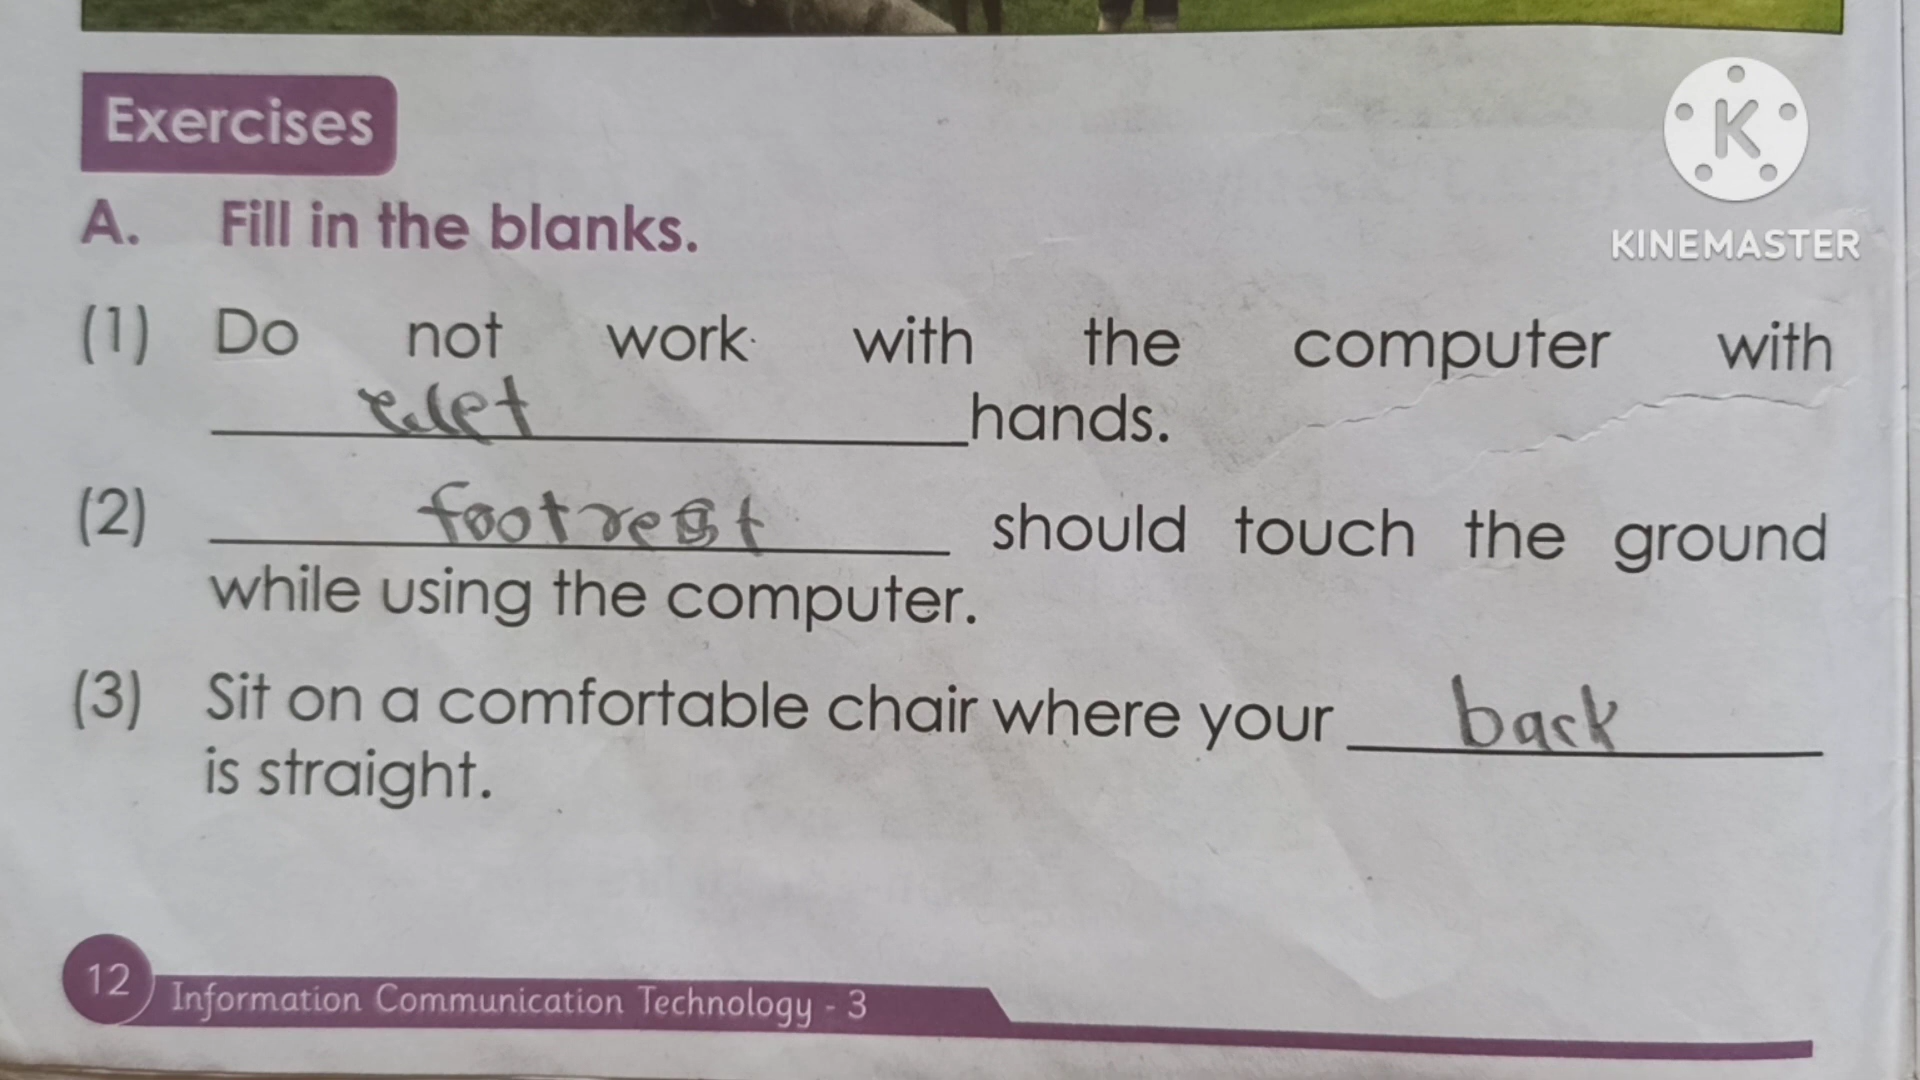 Exercises
KINEMASTER
A. Fill in the blanks.
(1) Do not work with the computer with
hands.
(2) footrest should touch the ground
while using the computer.
(3) Sit on a comfortable chair where your back
is straight.
12 Information Communication Technology - 3